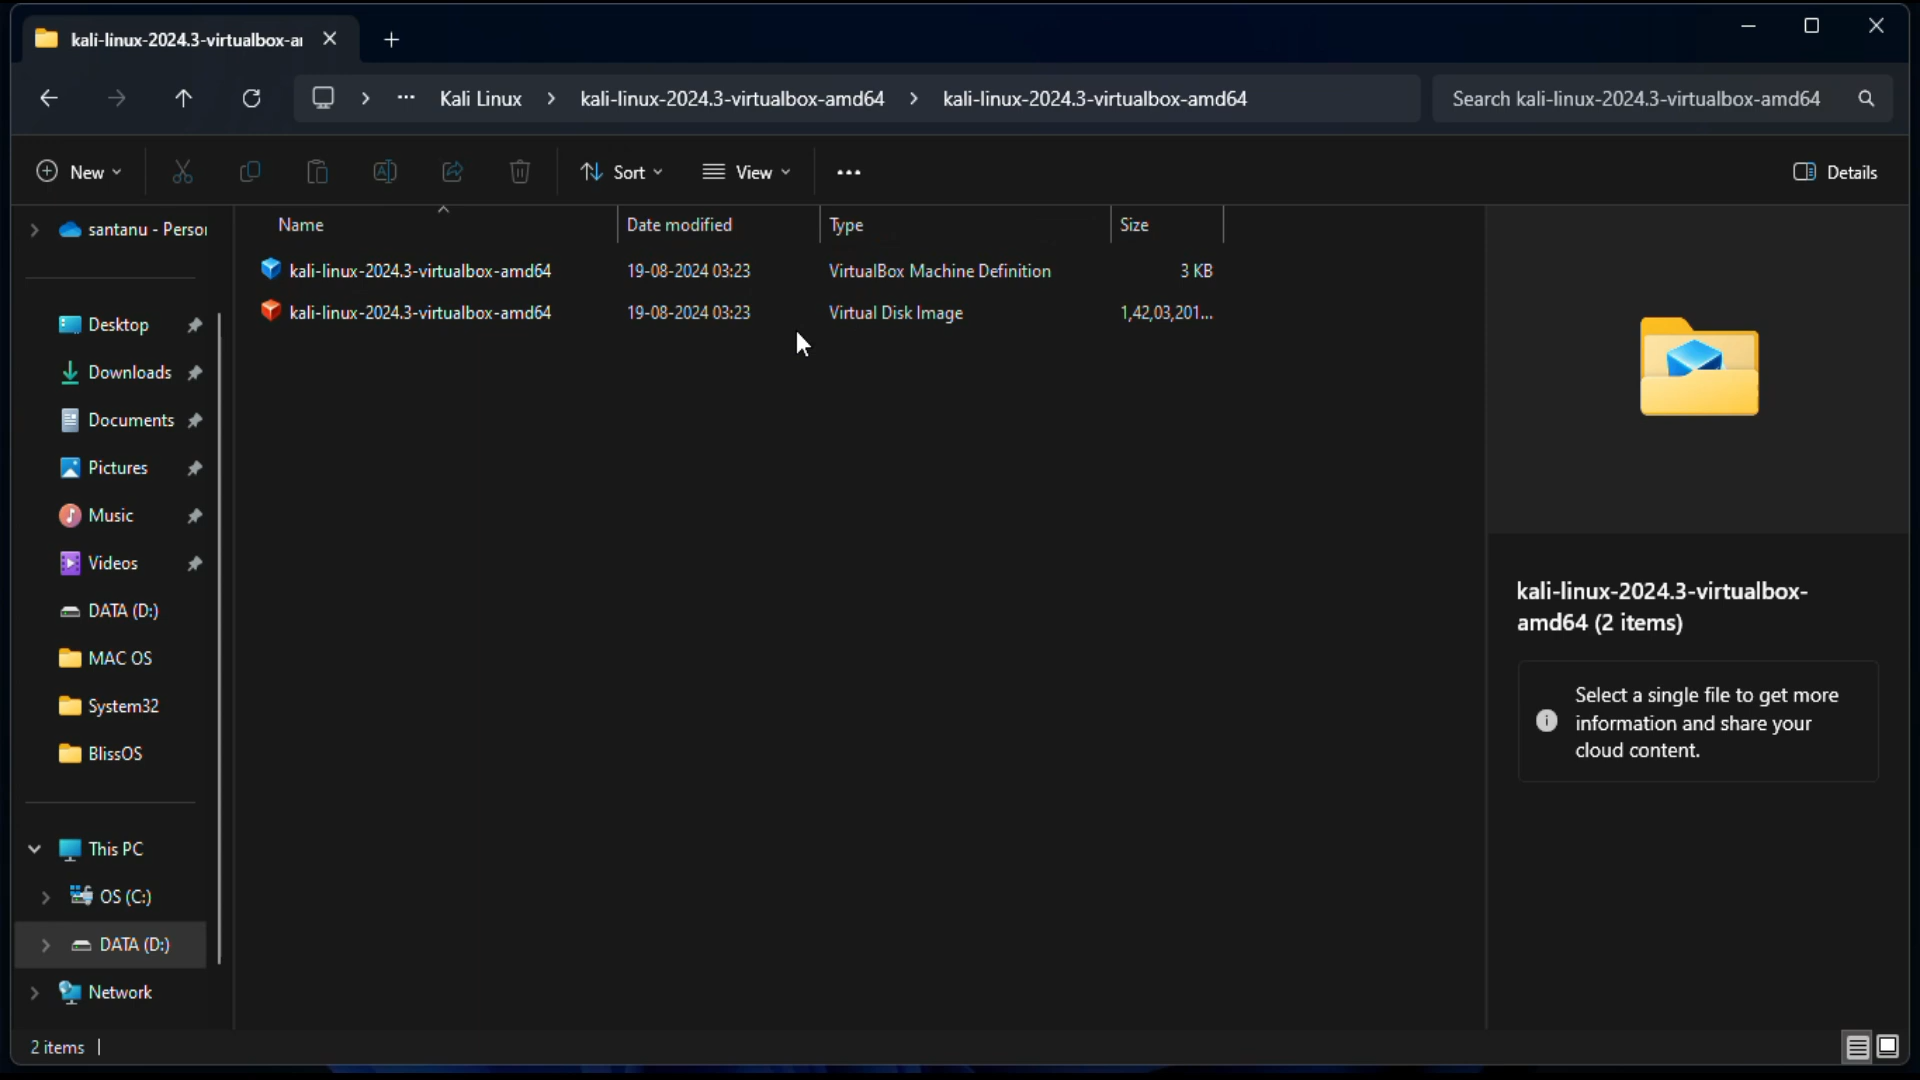 kali-linux-2024.3-virtualbox-ar
Kali Linux
kali-linux-2024.3-virtualbox-amd64
kali-linux-2024.3-virtualbox-amd64
Search kali-linux-2024.3-virtualbox-amd64
New
Sort
View
Details
santanu - Persor
Desktop
Downloads
Documents
Pictures
Music
Videos
DATA (D:)
MAC OS
System32
BlissOS
This PC
OS (C:)
DATA (D:)
Network
Name Date modified Type Size
kali-linux-2024.3-virtualbox-amd64 19-08-2024 03:23 VirtualBox Machine Definition 3 KB
kali-linux-2024.3-virtualbox-amd64 19-08-2024 03:23 Virtual Disk Image 1,42,03,201...
kali-linux-2024.3-virtualbox-
amd64 (2 items)
Select a single file to get more
information and share your
cloud content.
2 items